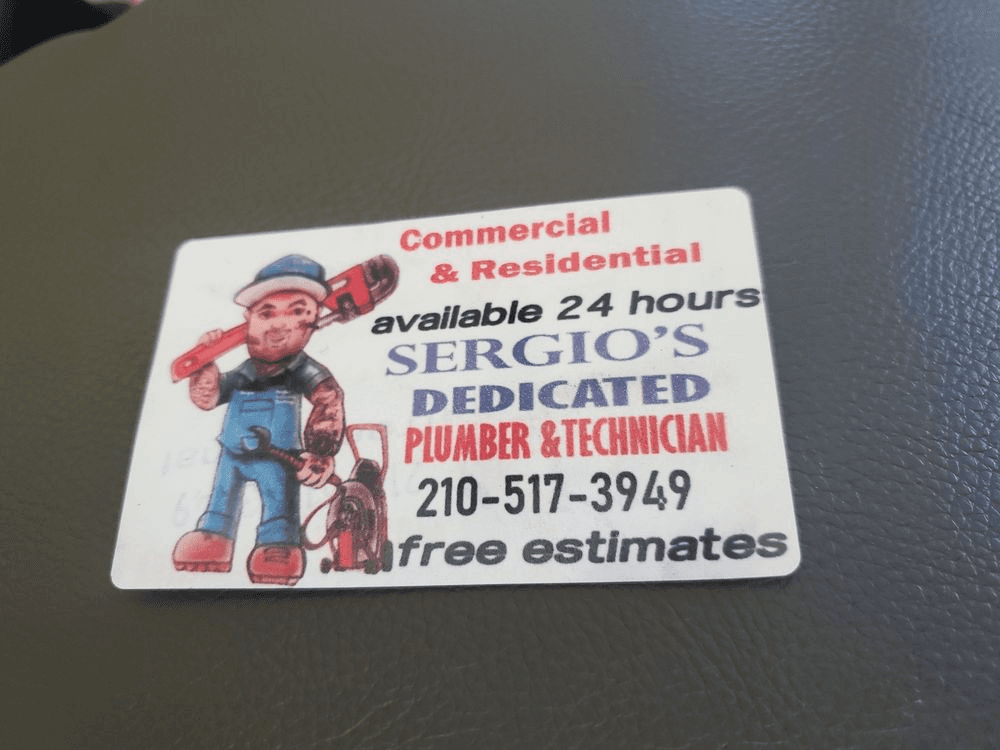 Commercial
& Residential
available 24 hours
SERGIO'S
DEDICATED
PLUMBER &TECHNICIAN
210-517-3949
free estimates